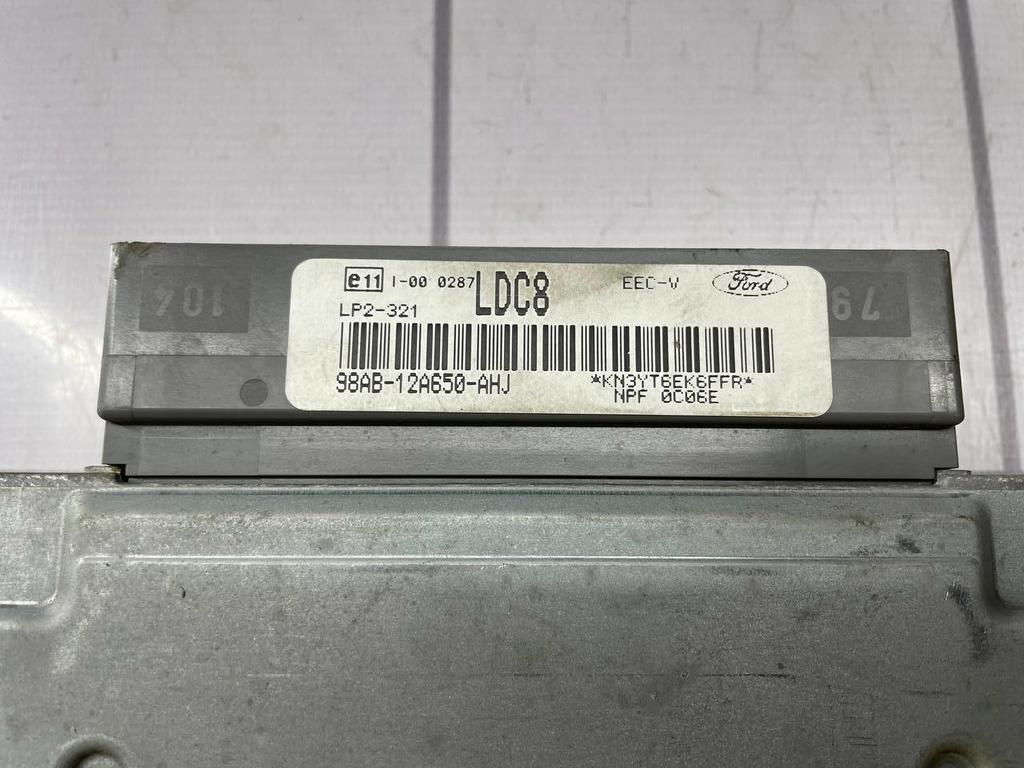 e11 I-00 0287 LDC8 EEC-V Ford
LP2-321
98AB-12A650-AHJ *KN3YT6EK6FFR*
NPF 0C06E
104
79